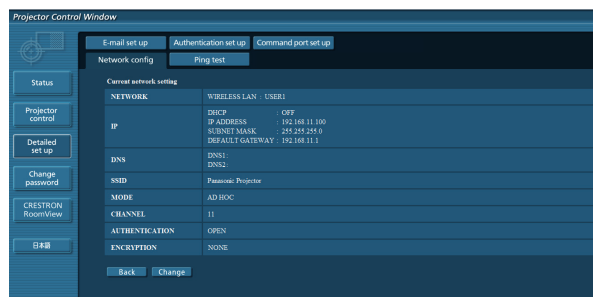 Projector Control Window
E-mail set up Authentication set up Command port set up
Network config Ping test
Status
Projector
control
Detailed
set up
Change
password
CRESTRON
RoomView
日本語
Current network setting
NETWORK WIRELESS LAN : USER1
IP
DHCP : OFF
IP ADDRESS : 192.168.11.100
SUBNET MASK : 255.255.255.0
DEFAULT GATEWAY : 192.168.11.1
DNS
DNS1:
DNS2:
SSID Panasonic Projector
MODE AD HOC
CHANNEL 11
AUTHENTICATION OPEN
ENCRYPTION NONE
Back Change